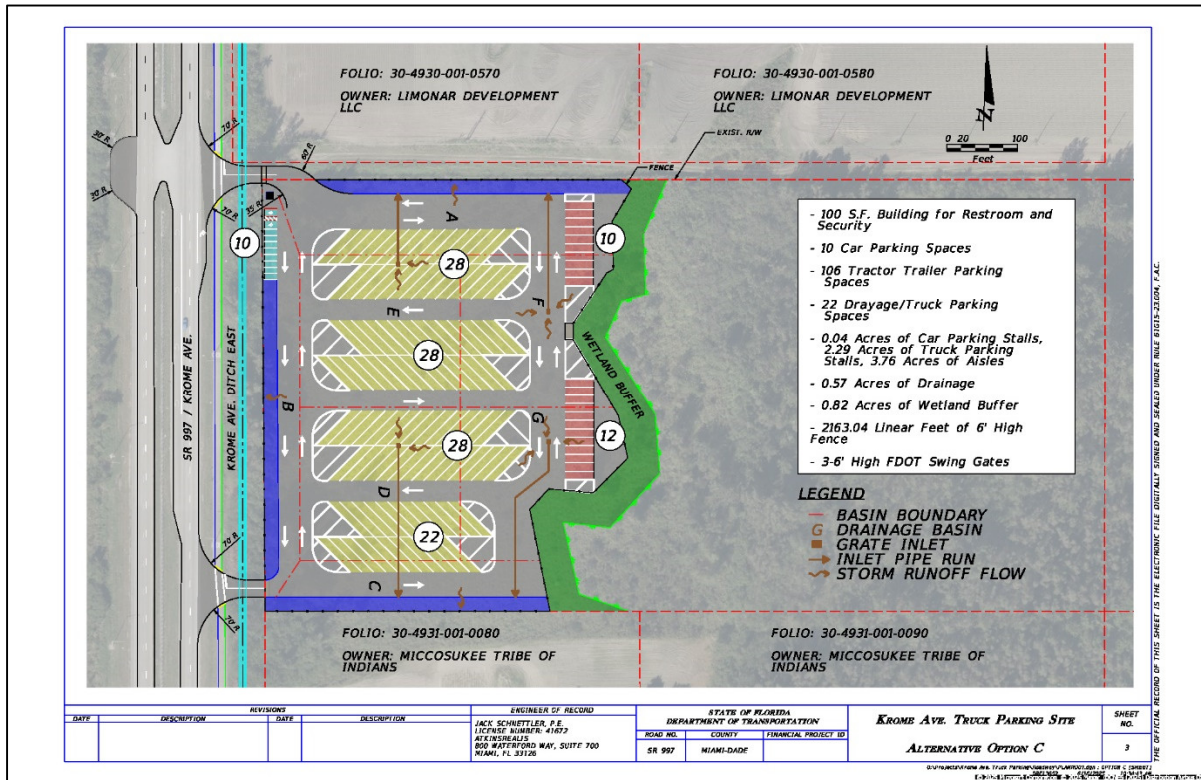 FOLIO: 30-4930-001-0570
OWNER: LIMONAR DEVELOPMENT
LLC
FOLIO: 30-4930-001-0580
OWNER: LIMONAR DEVELOPMENT
LLC
N
0 20 100
Feet
EXIST. R/W
FENCE
30' R
70' R
60' R
30' R
70' R
35' R
A
10
28
10
E
F
28
WETLAND BUFFER
SR 997 / KROME AVE.
KROME AVE. DITCH EAST
B
G
28
12
D
22
C
70' R
70' R
- 100 S.F. Building for Restroom and
Security
- 10 Car Parking Spaces
- 106 Tractor Trailer Parking
Spaces
- 22 Drayage/Truck Parking
Spaces
- 0.04 Acres of Car Parking Stalls,
2.29 Acres of Truck Parking
Stalls, 3.76 Acres of Aisles
- 0.57 Acres of Drainage
- 0.82 Acres of Wetland Buffer
- 2163.04 Linear Feet of 6' High
Fence
- 3-6' High FDOT Swing Gates
LEGEND
BASIN BOUNDARY
G DRAINAGE BASIN
GRATE INLET
INLET PIPE RUN
STORM RUNOFF FLOW
FOLIO: 30-4931-001-0080
OWNER: MICCOSUKEE TRIBE OF
INDIANS
FOLIO: 30-4931-001-0090
OWNER: MICCOSUKEE TRIBE OF
INDIANS
THE OFFICIAL RECORD OF THIS SHEET IS THE ELECTRONIC FILE DIGITALLY SIGNED AND SEALED UNDER RULE 61G15-23.004, F.A.C.
REVISIONS
DATE DESCRIPTION DATE DESCRIPTION
ENGINEER OF RECORD
JACK SCHNETTLER, P.E.
LICENSE NUMBER: 41672
ATKINSREALIS
800 WATERFORD WAY, SUITE 700
MIAMI, FL 33126
STATE OF FLORIDA
DEPARTMENT OF TRANSPORTATION
ROAD NO. COUNTY FINANCIAL PROJECT ID
SR 997 MIAMI-DADE
KROME AVE. TRUCK PARKING SITE
ALTERNATIVE OPTION C
SHEET
NO.
3